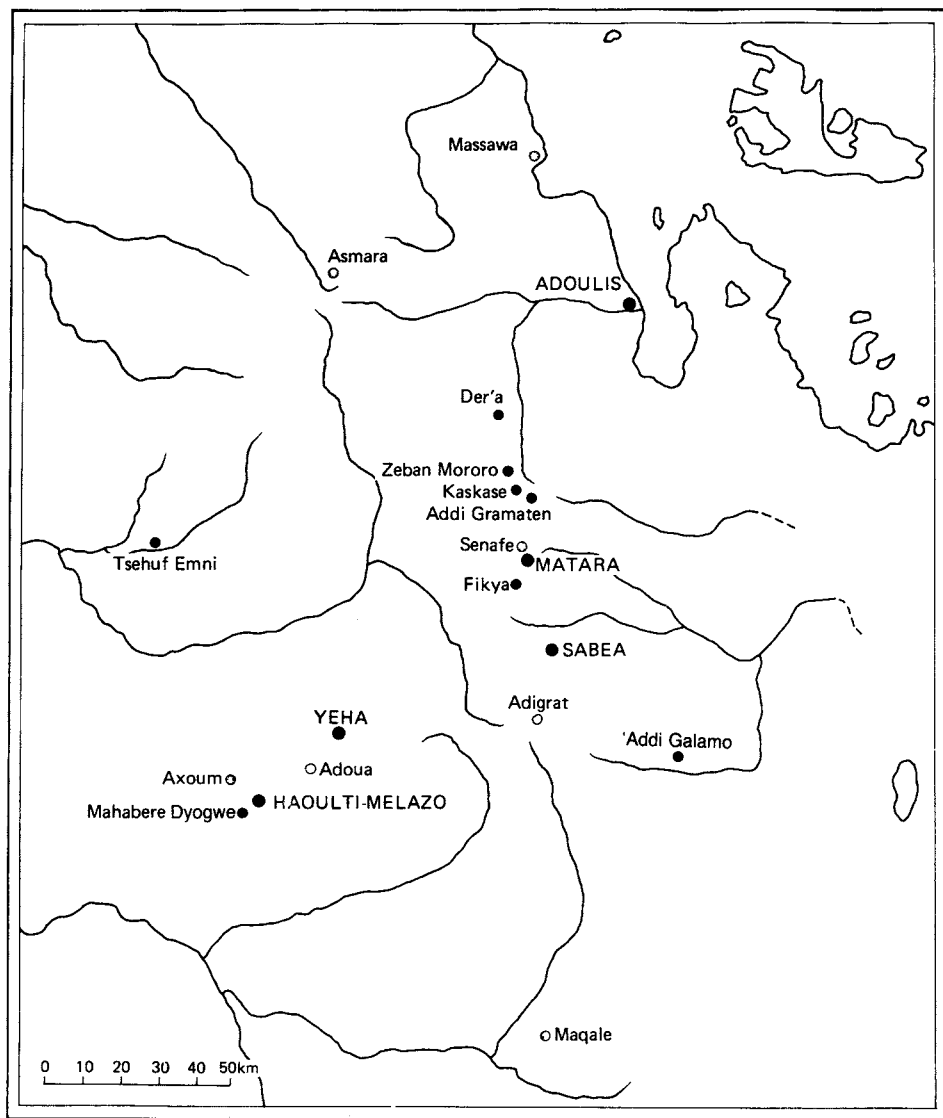 Massawa
Asmara
ADOULIS
Der'a
Zeban Mororo
Kaskase
Addi Gramaten
Senafe
Tsehuf Emni
MATARA
Fikya
SABEA
Adigrat
YEHA
'Addi Galamo
Adoua
Axoum
HAOULTI-MELAZO
Mahabere Dyogwe
Maqale
0 10 20 30 40 50km